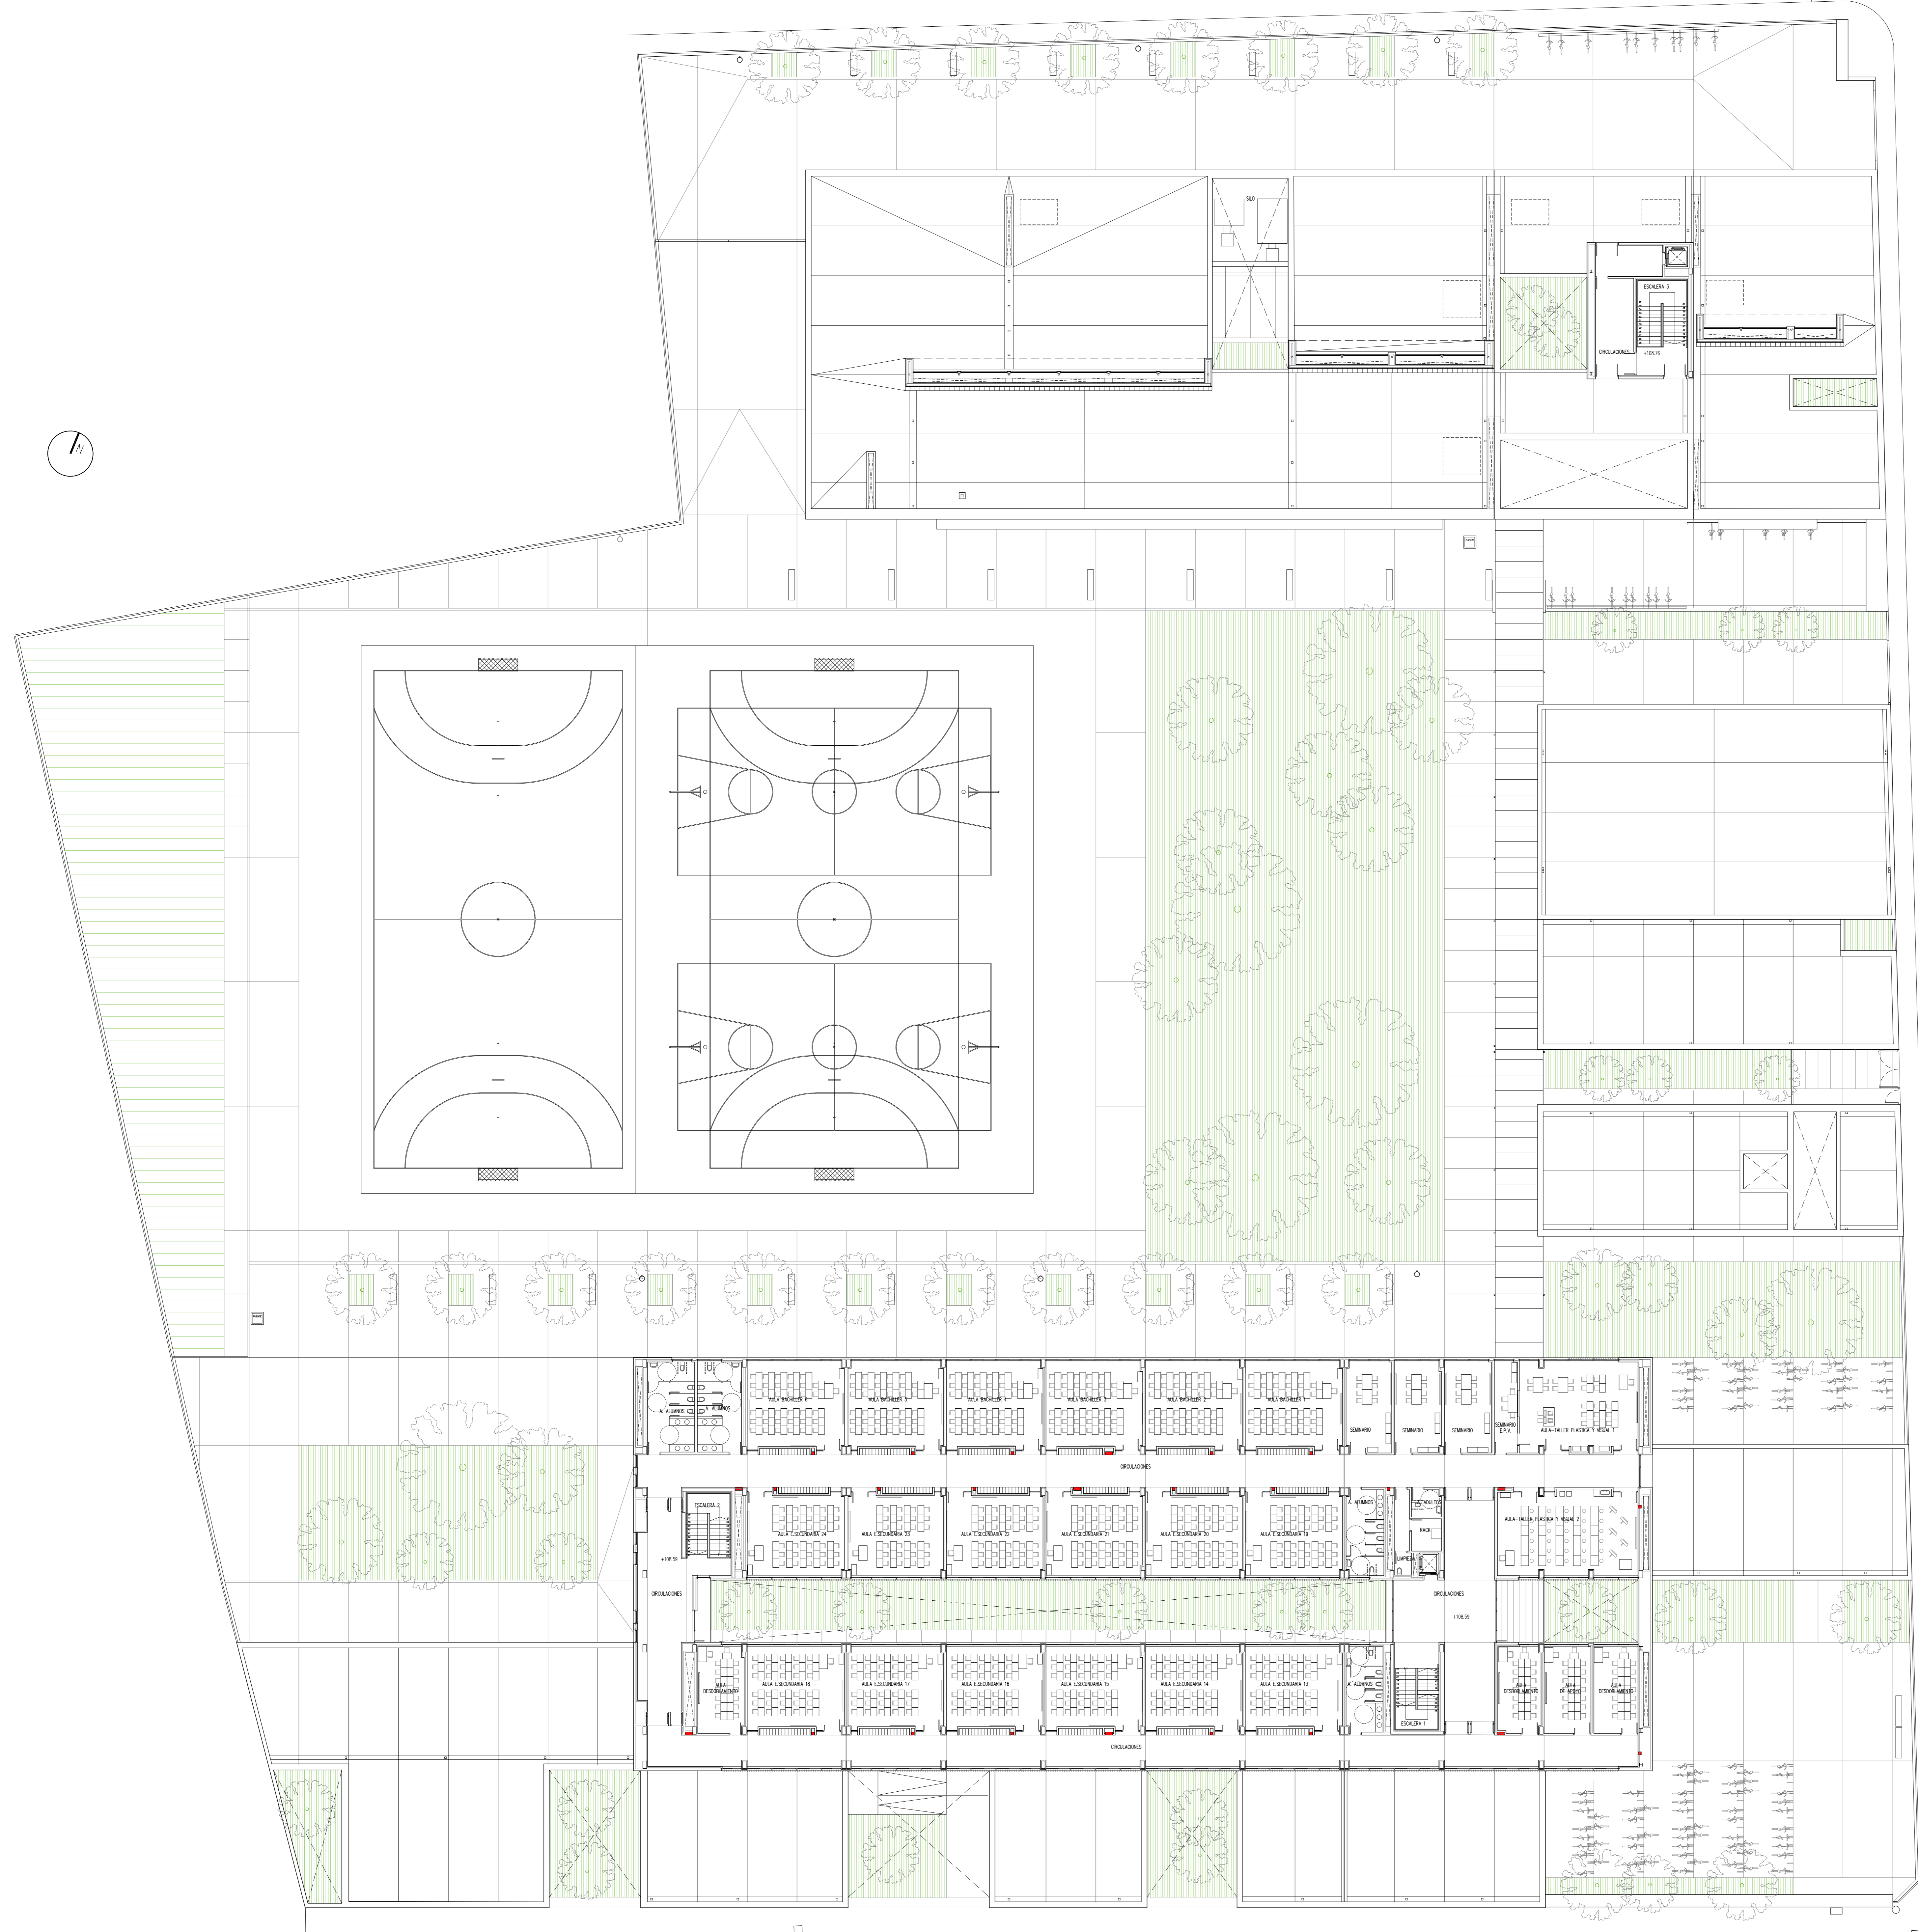 SILO
ESCALERA 3
CIRCULACIONES
+108,76
N
A. ALUMNOS
A. ALUMNOS
AULA BACHILLER 6
AULA BACHILLER 5
AULA BACHILLER 4
AULA BACHILLER 3
AULA BACHILLER 2
AULA BACHILLER 1
SEMINARIO
SEMINARIO
SEMINARIO
SEMINARIO
E.P.V.
AULA-TALLER PLASTICA Y VISUAL 1
CIRCULACIONES
ESCALERA 2
+108,59
AULA E.SECUNDARIA 24
AULA E.SECUNDARIA 23
AULA E.SECUNDARIA 22
AULA E.SECUNDARIA 21
AULA E.SECUNDARIA 20
AULA E.SECUNDARIA 19
A. ALUMNOS
A. ADULTOS
RACK
LIMPIEZA
AULA-TALLER PLASTICA Y VISUAL 2
CIRCULACIONES
CIRCULACIONES
+108,59
AULA
DESDOBLAMIENTO
AULA E.SECUNDARIA 18
AULA E.SECUNDARIA 17
AULA E.SECUNDARIA 16
AULA E.SECUNDARIA 15
AULA E.SECUNDARIA 14
AULA E.SECUNDARIA 13
A. ALUMNOS
ESCALERA 1
AULA
DESDOBLAMIENTO
AULA
DE APOYO
AULA
DESDOBLAMIENTO
CIRCULACIONES